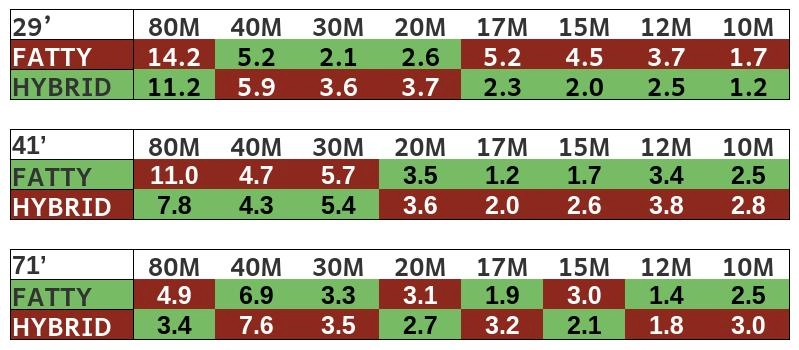 29’ 80M 40M 30M 20M 17M 15M 12M 10M
FATTY 14.2 5.2 2.1 2.6 5.2 4.5 3.7 1.7
HYBRID 11.2 5.9 3.6 3.7 2.3 2.0 2.5 1.2
41’ 80M 40M 30M 20M 17M 15M 12M 10M
FATTY 11.0 4.7 5.7 3.5 1.2 1.7 3.4 2.5
HYBRID 7.8 4.3 5.4 3.6 2.0 2.6 3.8 2.8
71’ 80M 40M 30M 20M 17M 15M 12M 10M
FATTY 4.9 6.9 3.3 3.1 1.9 3.0 1.4 2.5
HYBRID 3.4 7.6 3.5 2.7 3.2 2.1 1.8 3.0